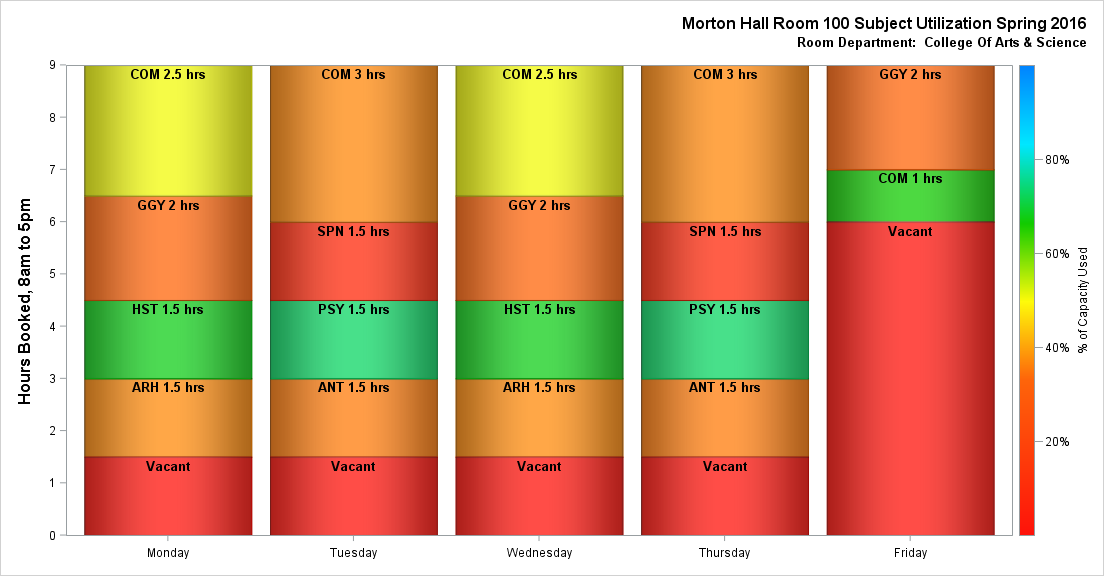 Morton Hall Room 100 Subject Utilization Spring 2016
Room Department:  College Of Arts & Science
Hours Booked, 8am to 5pm
9
8
7
6
5
4
3
2
1
0
COM 2.5 hrs
GGY 2 hrs
HST 1.5 hrs
ARH 1.5 hrs
Vacant
Monday
COM 3 hrs
SPN 1.5 hrs
PSY 1.5 hrs
ANT 1.5 hrs
Vacant
Tuesday
COM 2.5 hrs
GGY 2 hrs
HST 1.5 hrs
ARH 1.5 hrs
Vacant
Wednesday
COM 3 hrs
SPN 1.5 hrs
PSY 1.5 hrs
ANT 1.5 hrs
Vacant
Thursday
GGY 2 hrs
COM 1 hrs
Vacant
Friday
80%
60%
40%
20%
% of Capacity Used